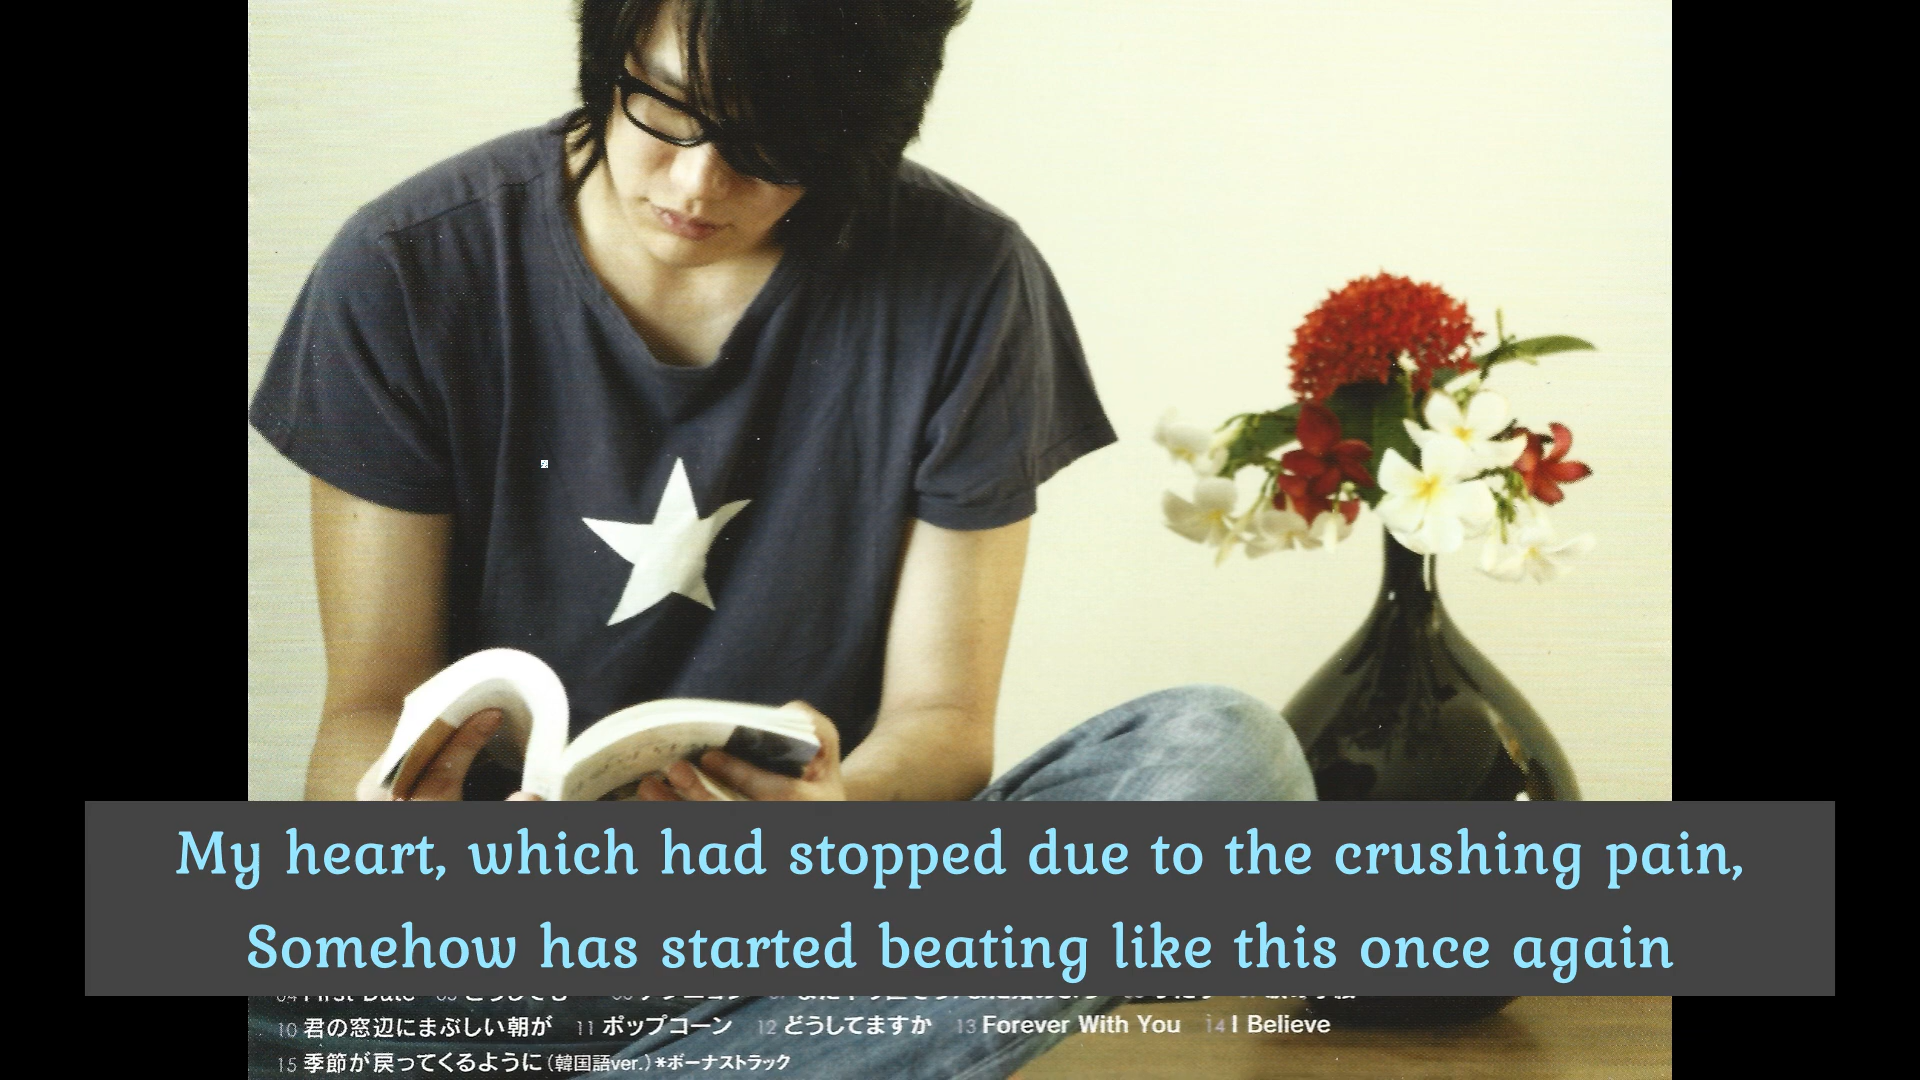 My heart, which had stopped due to the crushing pain,
Somehow has started beating like this once again
04 First Date
10 君の窓辺にまぶしい朝が 11 ポップコーン 12 どうしてますか 13 Forever With You 14 I Believe
15 季節が戻ってくるように(韓国語ver.)*ボーナストラック